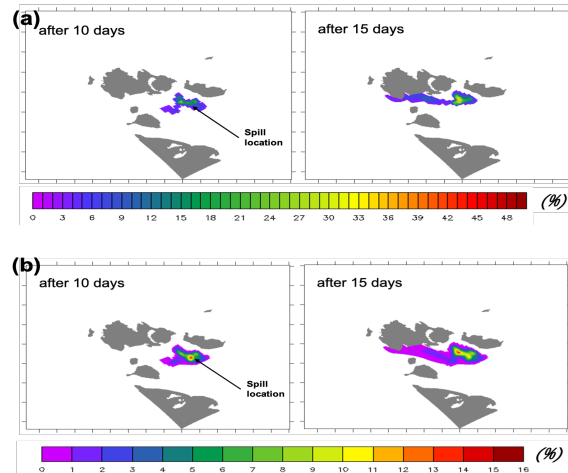 (a)
after 10 days
after 15 days
Spill
location
0 3 6 9 12 15 18 21 24 27 30 33 36 39 42 45 48 (%)
(b)
after 10 days
after 15 days
Spill
location
0 1 2 3 4 5 6 7 8 9 10 11 12 13 14 15 16 (%)